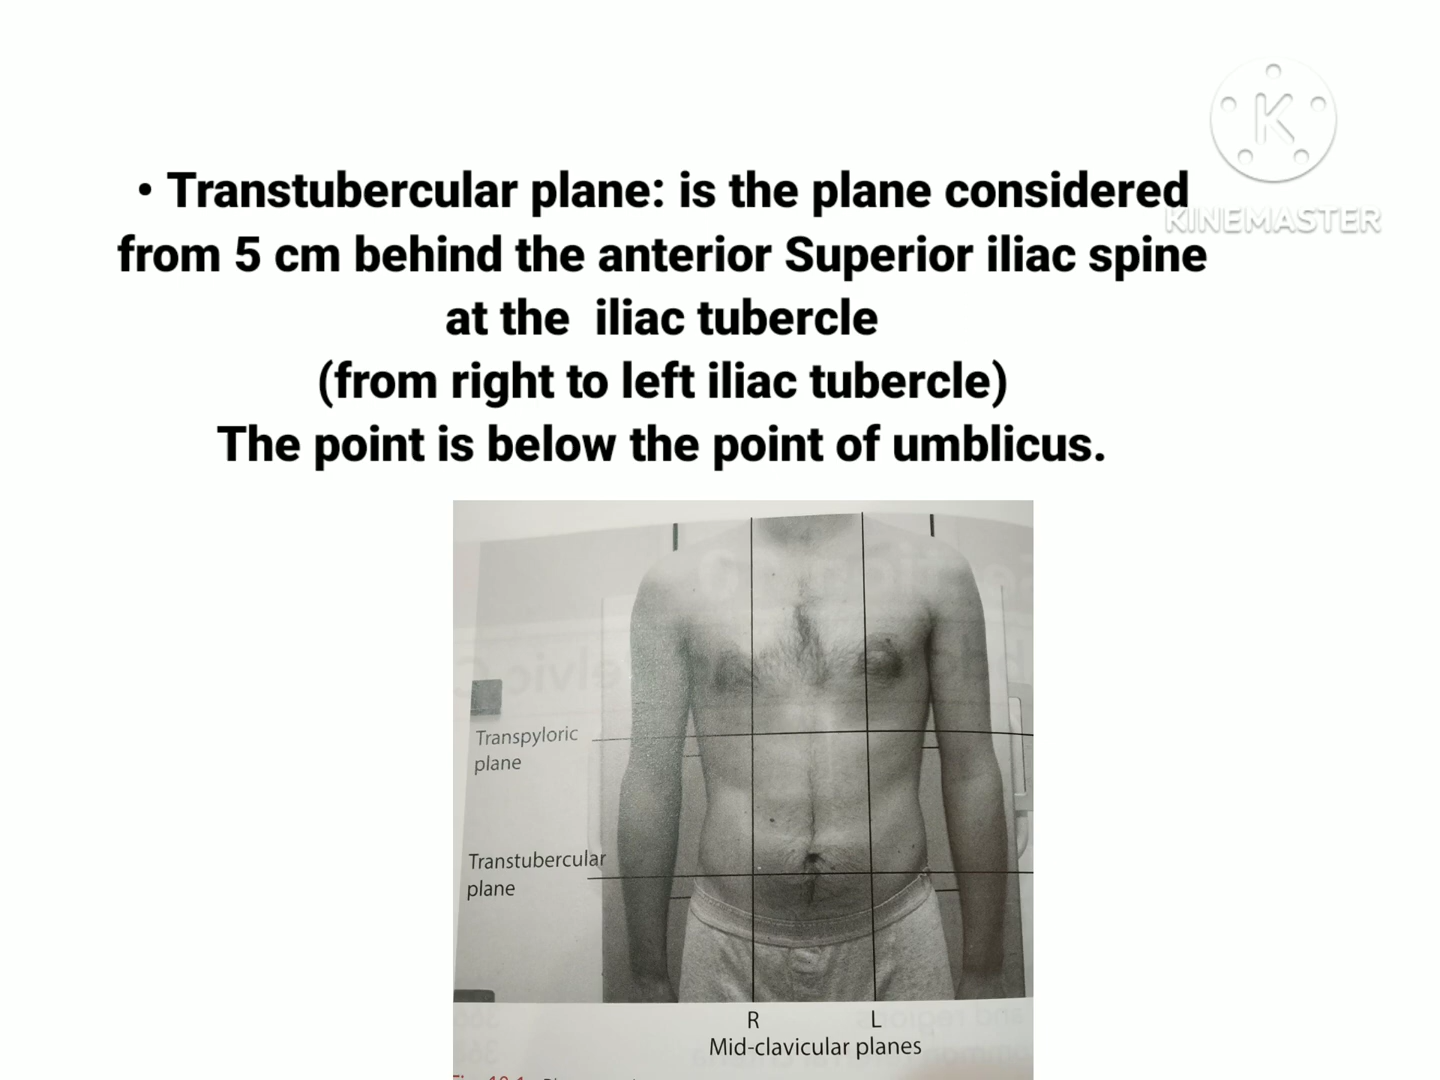 • Transtubercular plane: is the plane considered
from 5 cm behind the anterior Superior iliac spine
at the iliac tubercle
(from right to left iliac tubercle)
The point is below the point of umblicus.
K
KINEMASTER
Transpyloric
plane
Transtubercular
plane
R L
Mid-clavicular planes